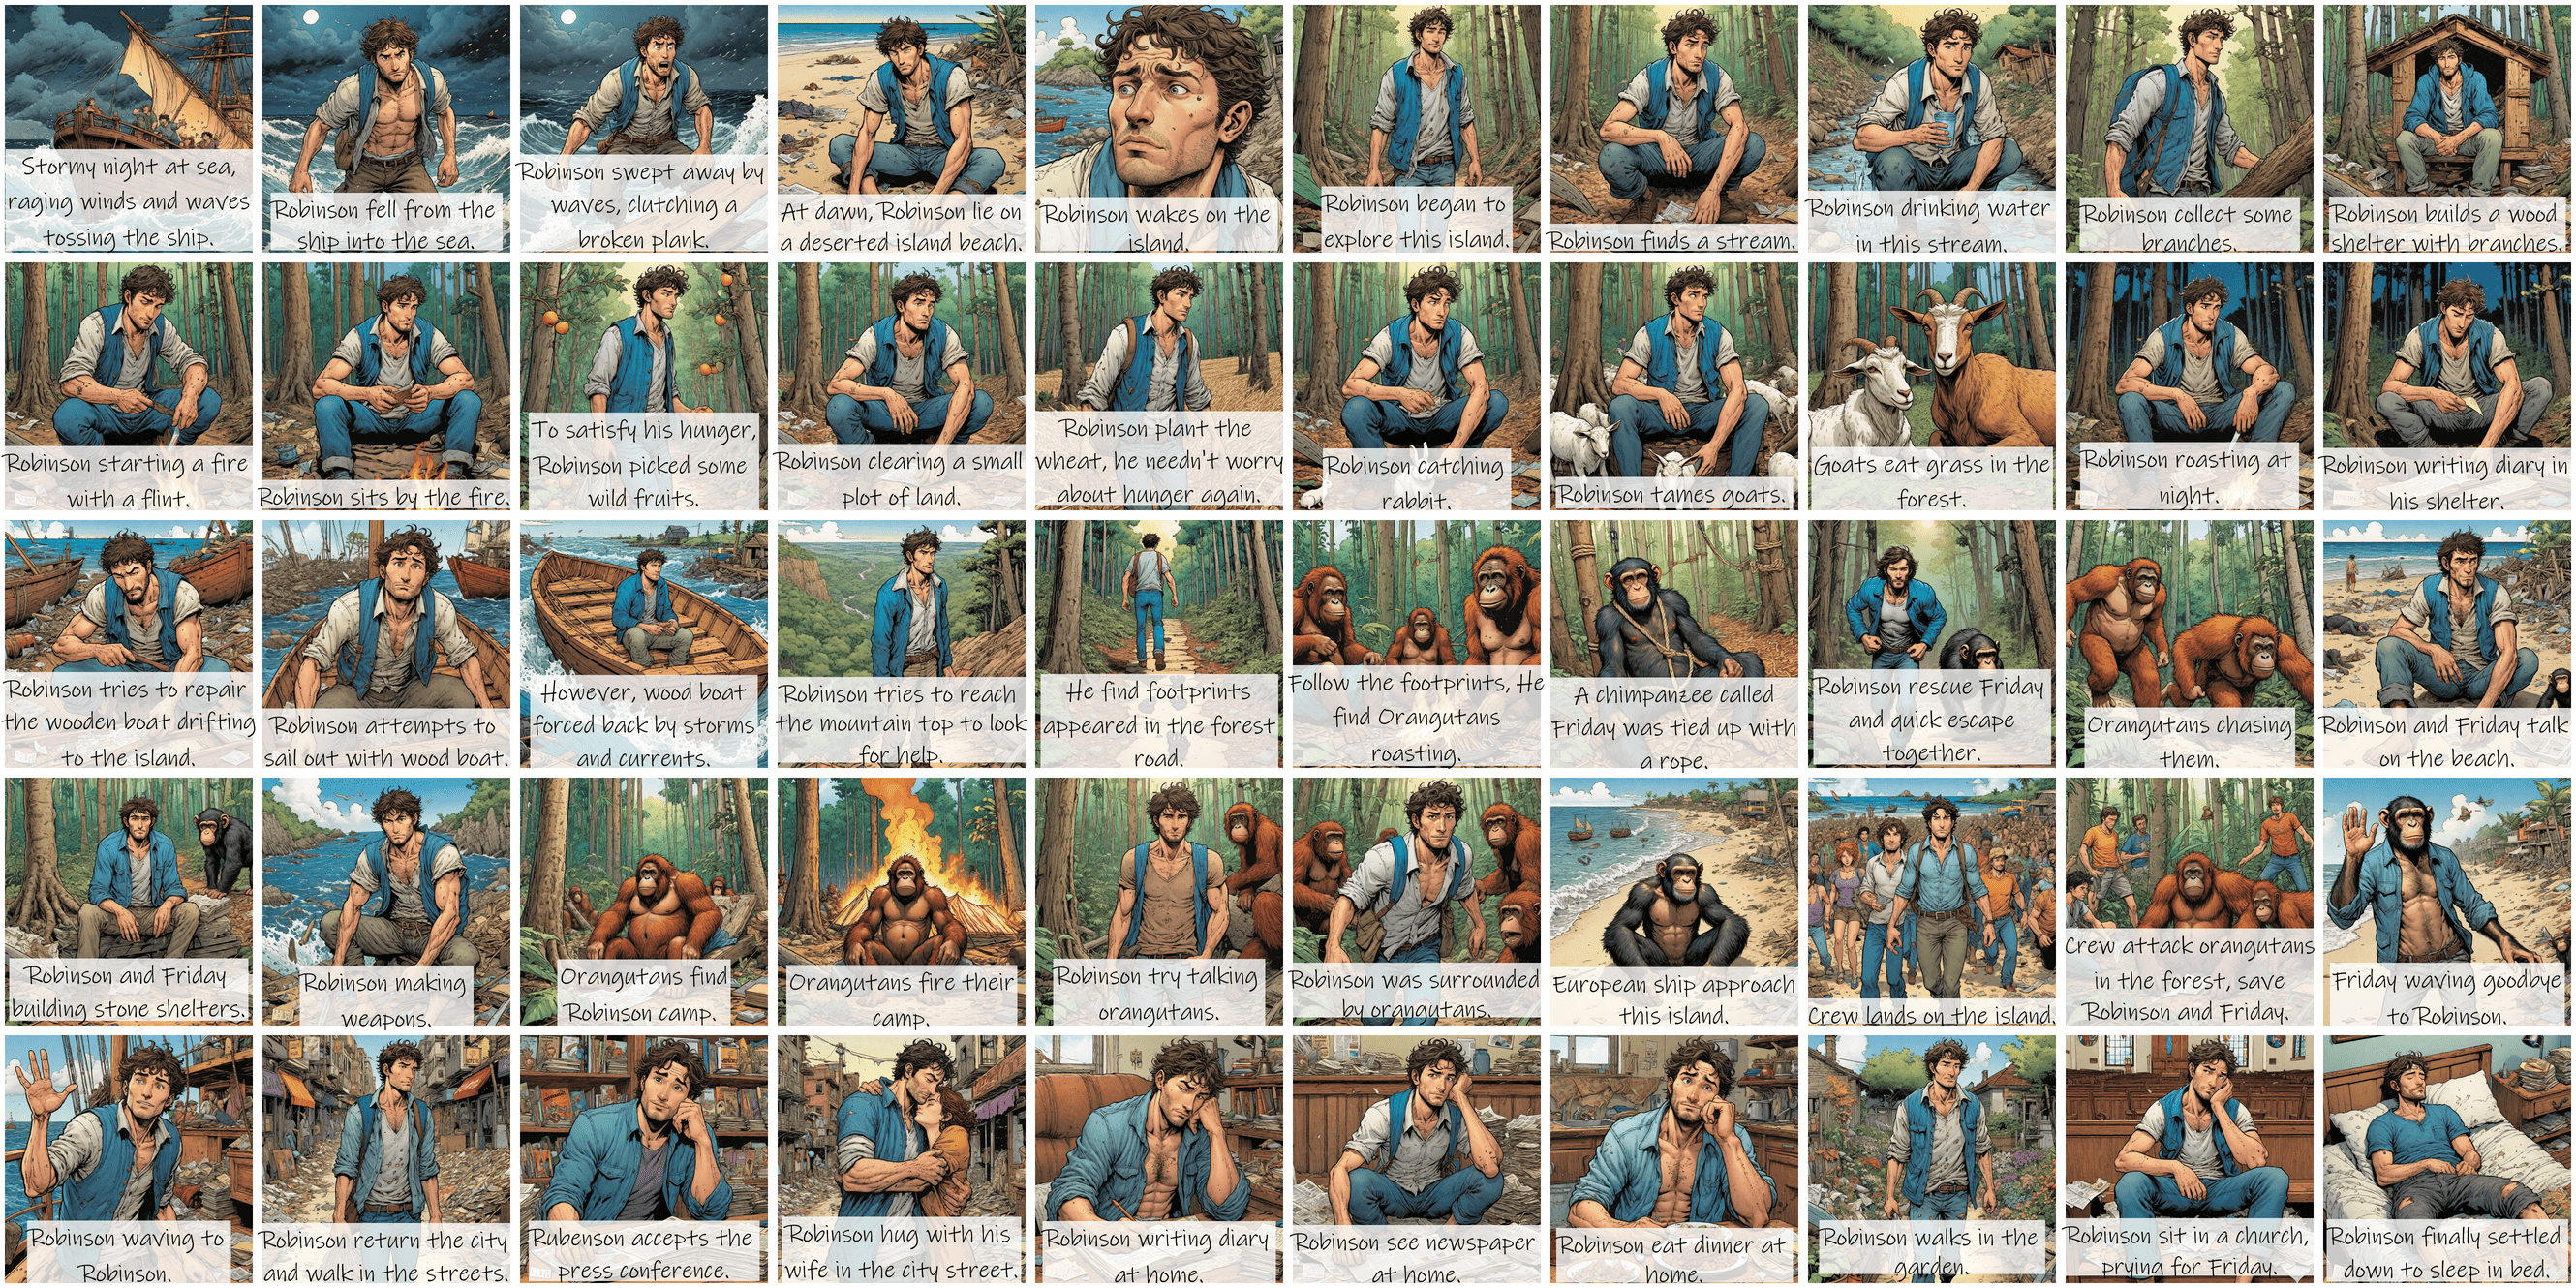 Stormy night at sea,
raging winds and waves
tossing the ship.
Robinson fell from the
ship into the sea.
Robinson swept away by
waves, clutching a
broken plank.
At dawn, Robinson lie on
a deserted island beach.
Robinson wakes on the
island.
Robinson began to
explore this island.
Robinson finds a stream.
Robinson drinking water
in this stream.
Robinson collect some
branches.
Robinson builds a wood
shelter with branches.
Robinson starting a fire
with a flint.
Robinson sits by the fire.
To satisfy his hunger,
Robinson picked some
wild fruits.
Robinson clearing a small
plot of land.
Robinson plant the
wheat, he needn't worry
about hunger again.
Robinson catching
rabbit.
Robinson tames goats.
Goats eat grass in the
forest.
Robinson roasting at
night.
Robinson writing diary in
his shelter.
Robinson tries to repair
the wooden boat drifting
to the island.
Robinson attempts to
sail out with wood boat.
However, wood boat
forced back by storms
and currents.
Robinson tries to reach
the mountain top to look
for help.
He find footprints
appeared in the forest
road.
Follow the footprints, He
find Orangutans
roasting.
A chimpanzee called
Friday was tied up with
a rope.
Robinson rescue Friday
and quick escape
together.
Orangutans chasing
them.
Robinson and Friday talk
on the beach.
Robinson and Friday
building stone shelters.
Robinson making
weapons.
Orangutans find
Robinson camp.
Orangutans fire their
camp.
Robinson try talking
orangutans.
Robinson was surrounded
by orangutans.
European ship approach
this island.
Crew lands on the island.
Crew attack orangutans
in the forest, save
Robinson and Friday.
Friday waving goodbye
to Robinson.
Robinson waving to
Robinson.
Robinson return the city
and walk in the streets.
Rubenson accepts the
press conference.
Robinson hug with his
wife in the city street.
Robinson writing diary
at home.
Robinson see newspaper
at home.
Robinson eat dinner at
home.
Robinson walks in the
garden.
Robinson sit in a church,
prying for Friday.
Robinson finally settled
down to sleep in bed.